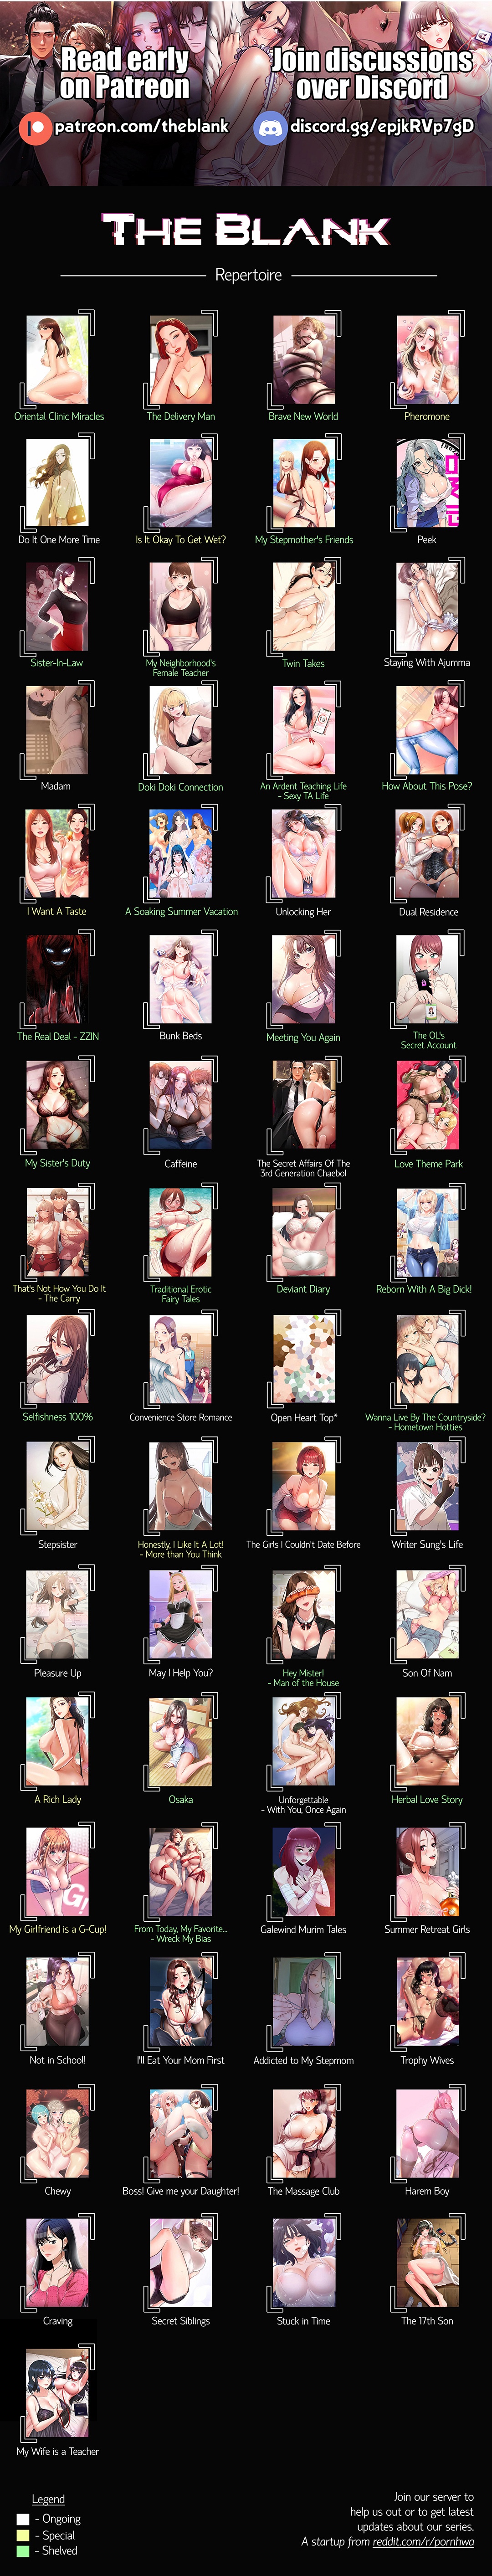 Read early
on Patreon
Join discussions
over Discord
patreon.com/theblank
discord.gg/epjkRVp7gD
THE BLANK
Repertoire
Oriental Clinic Miracles
The Delivery Man
Brave New World
Pheromone
Do It One More Time
Is It Okay To Get Wet?
My Stepmother's Friends
Peek
Sister-In-Law
My Neighborhood's
Female Teacher
Twin Takes
Staying With Ajumma
Madam
Doki Doki Connection
An Ardent Teaching Life
- Sexy TA Life
How About This Pose?
I Want A Taste
A Soaking Summer Vacation
Unlocking Her
Dual Residence
The Real Deal - ZZIN
Bunk Beds
Meeting You Again
The OL's
Secret Account
My Sister's Duty
Caffeine
The Secret Affairs Of The
3rd Generation Chaebol
Love Theme Park
That's Not How You Do It
- The Carry
Traditional Erotic
Fairy Tales
Deviant Diary
Reborn With A Big Dick!
Selfishness 100%
Convenience Store Romance
Open Heart Top*
Wanna Live By The Countryside?
- Hometown Hotties
Stepsister
Honestly, I Like It A Lot!
- More than You Think
The Girls I Couldn't Date Before
Writer Sung's Life
Pleasure Up
May I Help You?
Hey Mister!
- Man of the House
Son Of Nam
A Rich Lady
Osaka
Unforgettable
- With You, Once Again
Herbal Love Story
My Girlfriend is a G-Cup!
From Today, My Favorite...
- Wreck My Bias
Galewind Murim Tales
Summer Retreat Girls
Not in School!
I'll Eat Your Mom First
Addicted to My Stepmom
Trophy Wives
Chewy
Boss! Give me your Daughter!
The Massage Club
Harem Boy
Craving
Secret Siblings
Stuck in Time
The 17th Son
My Wife is a Teacher
Legend
- Ongoing
- Special
- Shelved
Join our server to
help us out or to get latest
updates about our series.
A startup from reddit.com/r/pornhwa